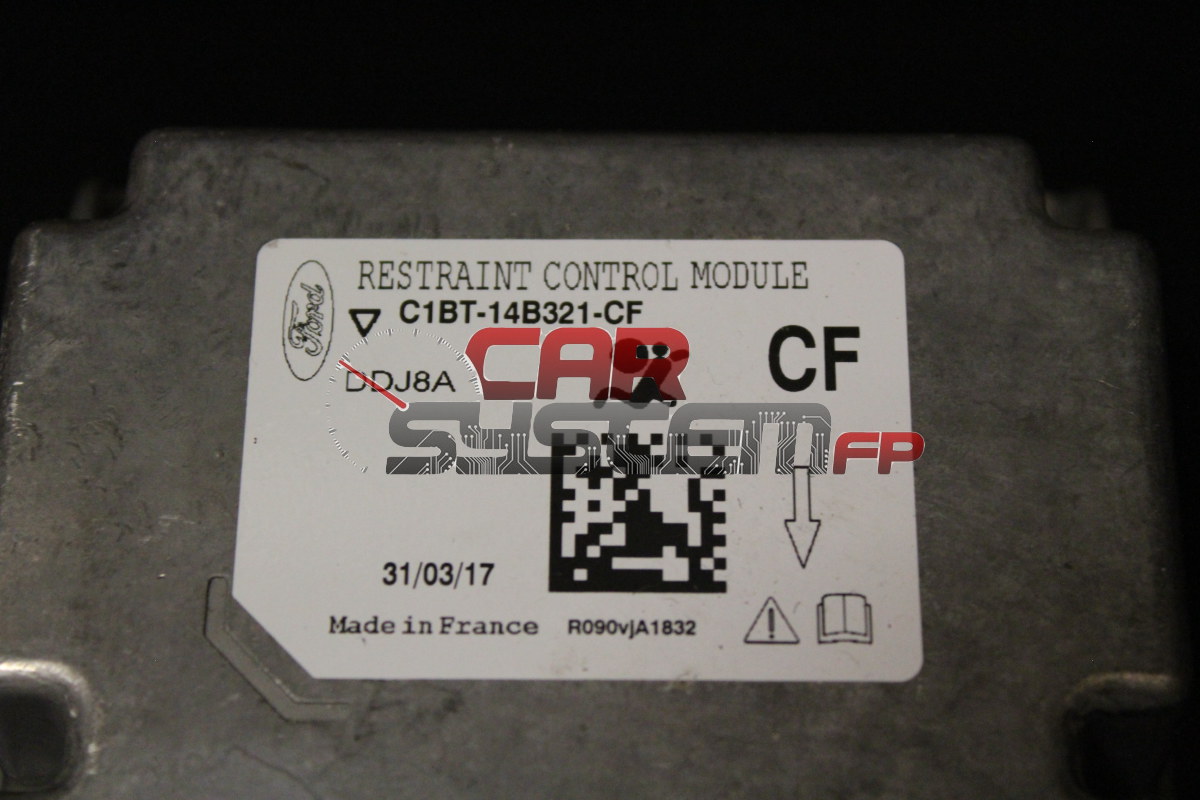 RESTRAINT CONTROL MODULE
Ford
C1BT-14B321-CF
CF
DDJ8A
CAR
SYSTEM FP
31/03/17
Made in France
R090vjA1832